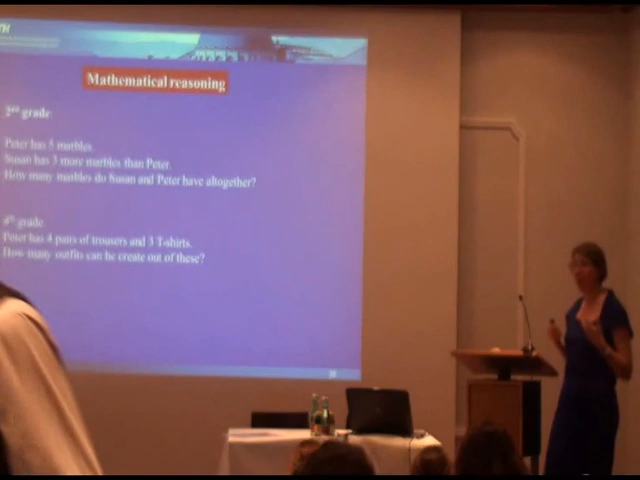 TH
Mathematical reasoning
2nd grade
Peter has 5 marbles.
Susan has 3 more marbles than Peter.
How many marbles do Susan and Peter have altogether?
4th grade.
Peter has 4 pairs of trousers and 3 T-shirts.
How many outfits can he create out of these?